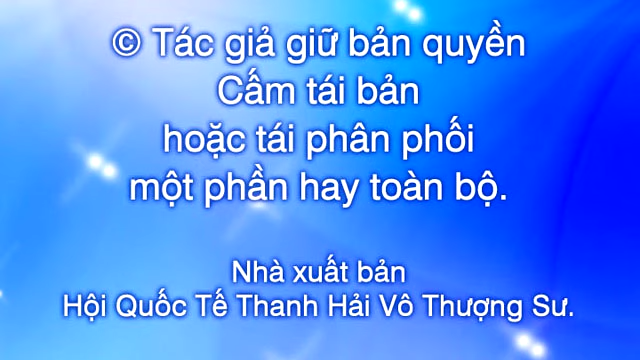 © Tác giả giữ bản quyền
Cấm tái bản
hoặc tái phân phối
một phần hay toàn bộ.
Nhà xuất bản
Hội Quốc Tế Thanh Hải Vô Thượng Sư.